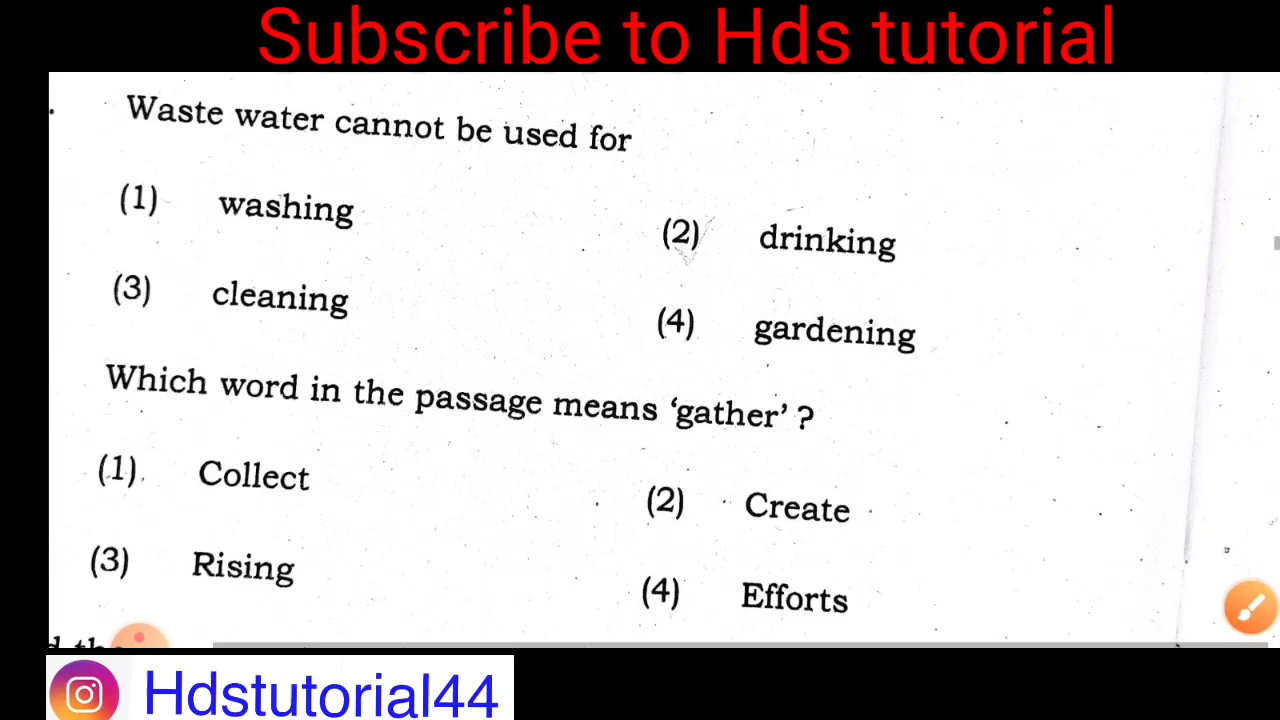 Subscribe to Hds tutorial
Waste water cannot be used for
(1) washing (2) drinking
(3) cleaning (4) gardening
Which word in the passage means ‘gather’ ?
(1) Collect (2) Create
(3) Rising (4) Efforts
Hdstutorial44